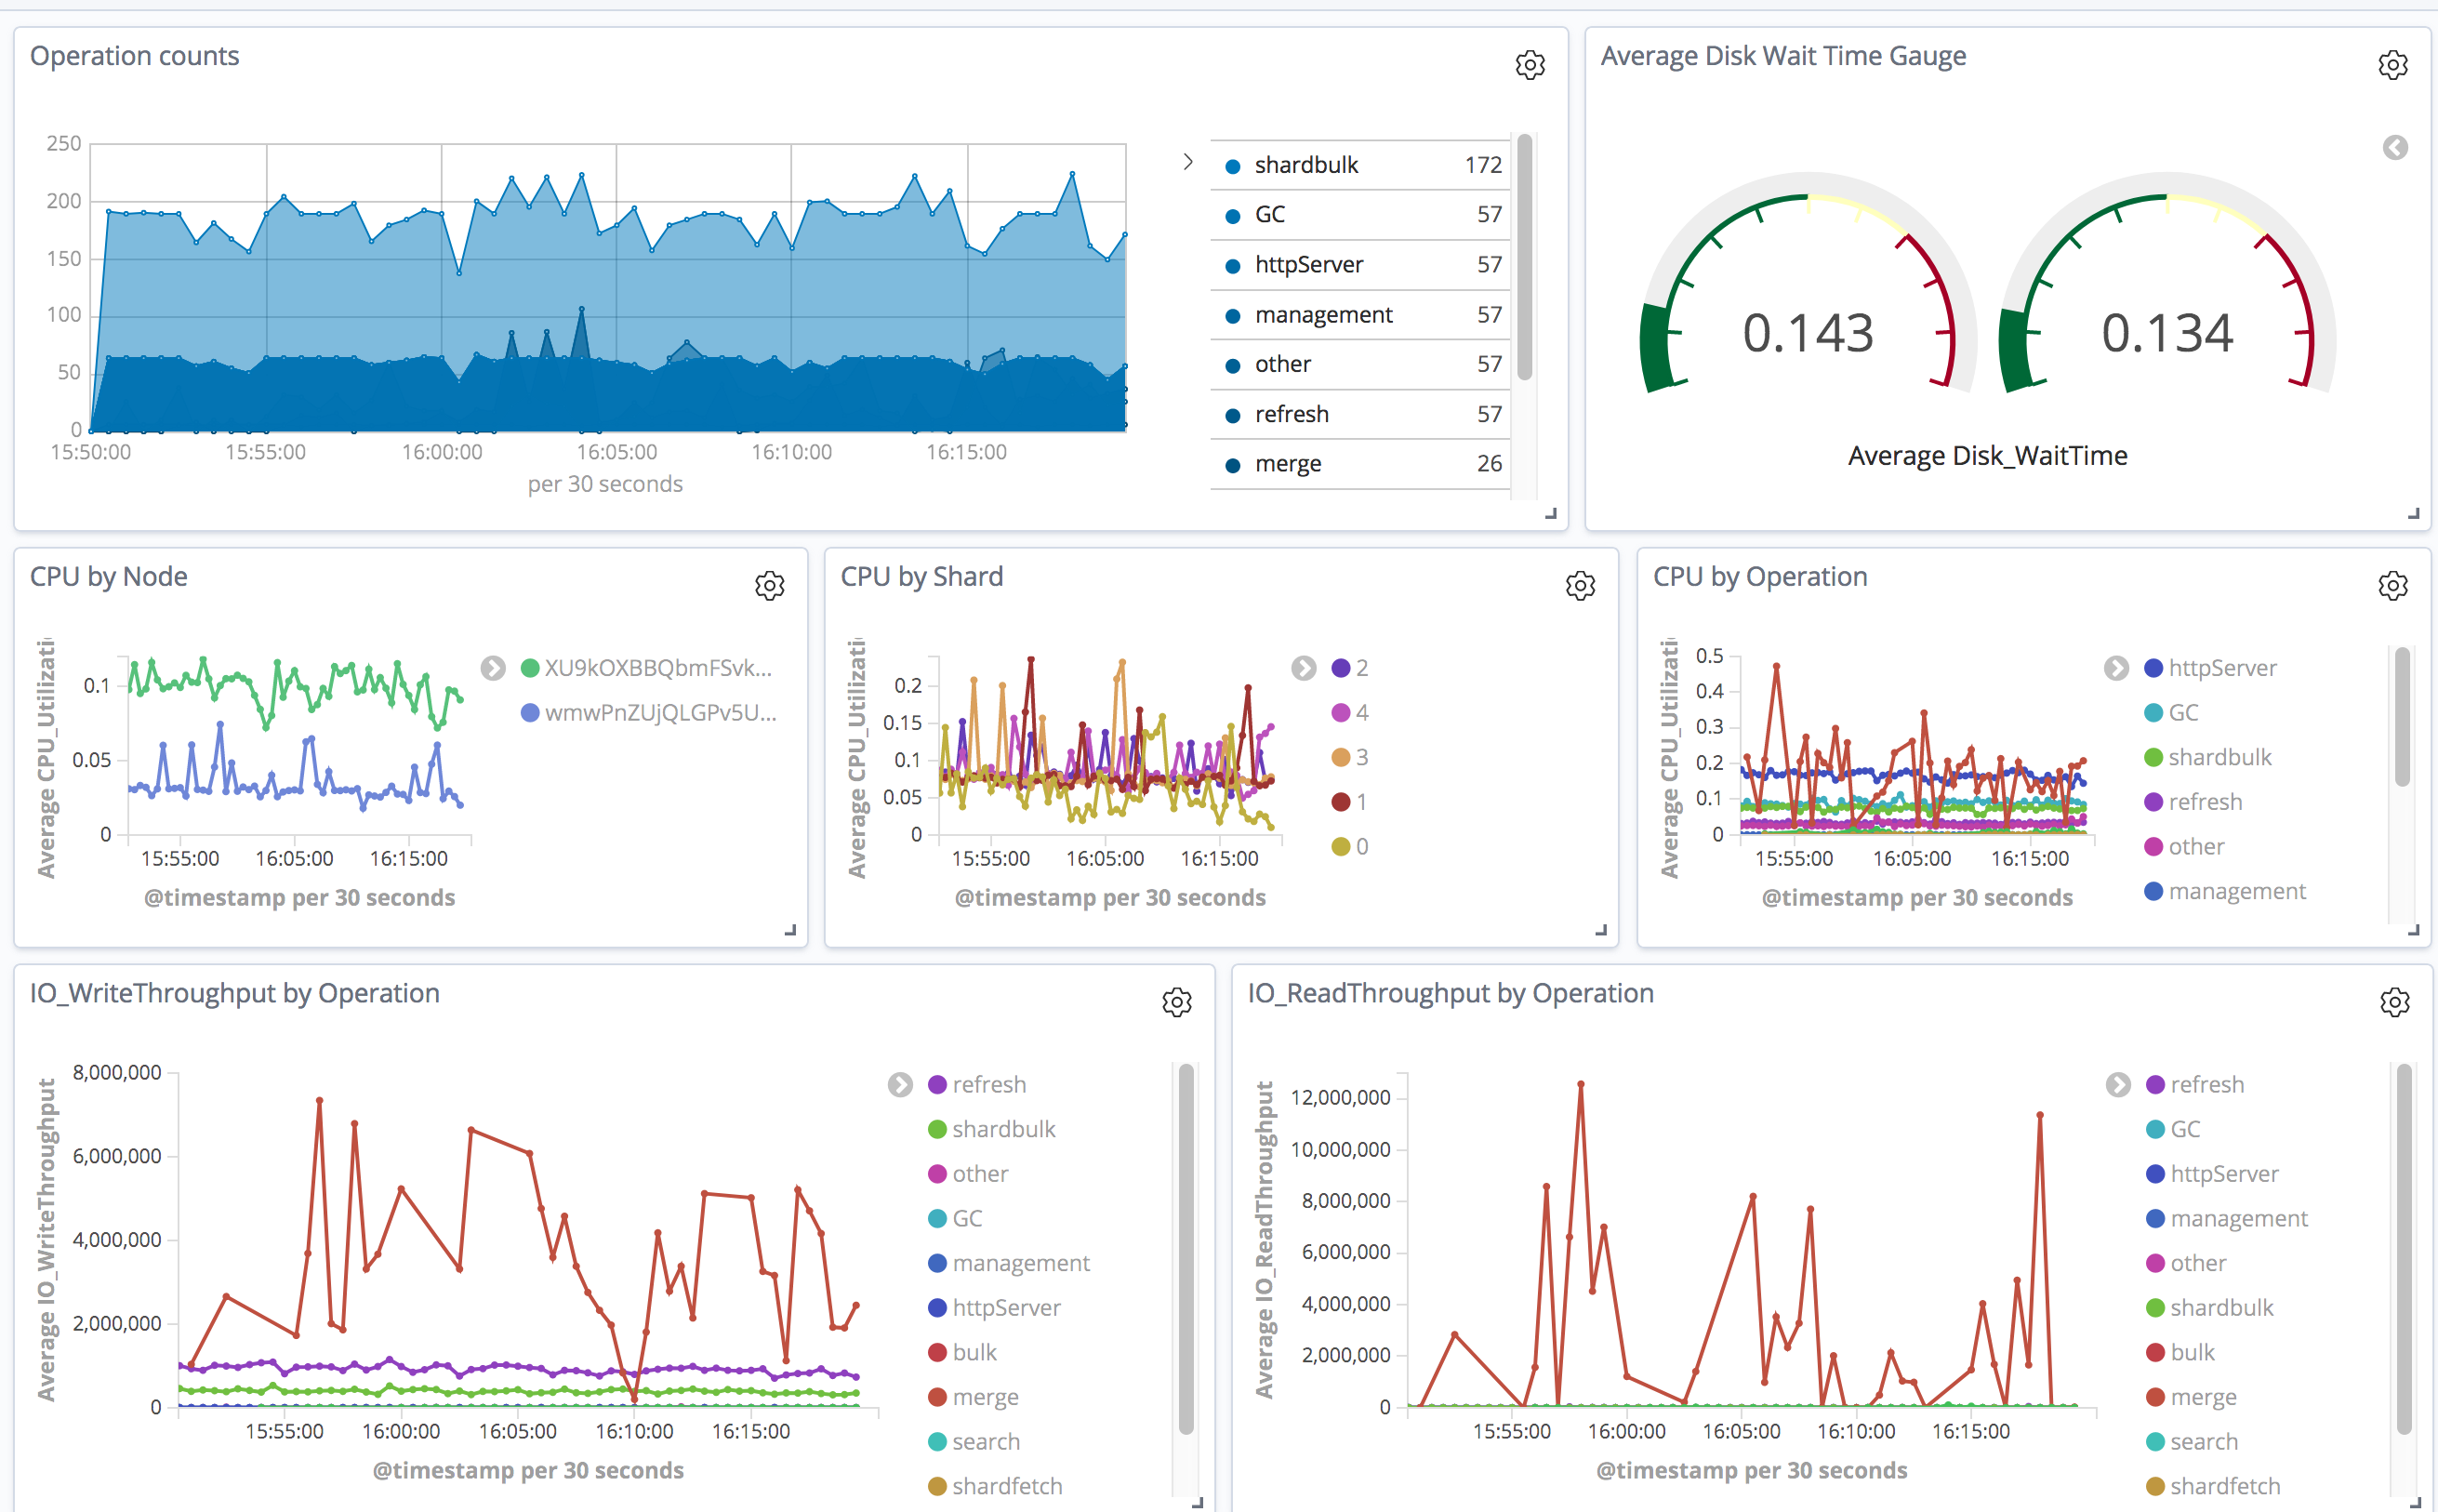 Operation counts
250
200
150
100
50
0
15:50:00 15:55:00 16:00:00 16:05:00 16:10:00 16:15:00
per 30 seconds
shardbulk 172
GC 57
httpServer 57
management 57
other 57
refresh 57
merge 26
Average Disk Wait Time Gauge
0.143 0.134
Average Disk_WaitTime
CPU by Node
Average CPU_Utilizati
0.1
0.05
0
15:55:00 16:05:00 16:15:00
@timestamp per 30 seconds
XU9kOXBBQbmFSvk...
wmwPnZUjQLGPv5U...
CPU by Shard
Average CPU_Utilizati
0.2
0.15
0.1
0.05
0
15:55:00 16:05:00 16:15:00
@timestamp per 30 seconds
2
4
3
1
0
CPU by Operation
Average CPU_Utilizati
0.5
0.4
0.3
0.2
0.1
0
15:55:00 16:05:00 16:15:00
@timestamp per 30 seconds
httpServer
GC
shardbulk
refresh
other
management
IO_WriteThroughput by Operation
Average IO_WriteThroughput
8,000,000
6,000,000
4,000,000
2,000,000
0
15:55:00 16:00:00 16:05:00 16:10:00 16:15:00
@timestamp per 30 seconds
refresh
shardbulk
other
GC
management
httpServer
bulk
merge
search
shardfetch
IO_ReadThroughput by Operation
Average IO_ReadThroughput
12,000,000
10,000,000
8,000,000
6,000,000
4,000,000
2,000,000
0
15:55:00 16:00:00 16:05:00 16:10:00 16:15:00
@timestamp per 30 seconds
refresh
GC
httpServer
management
other
shardbulk
bulk
merge
search
shardfetch